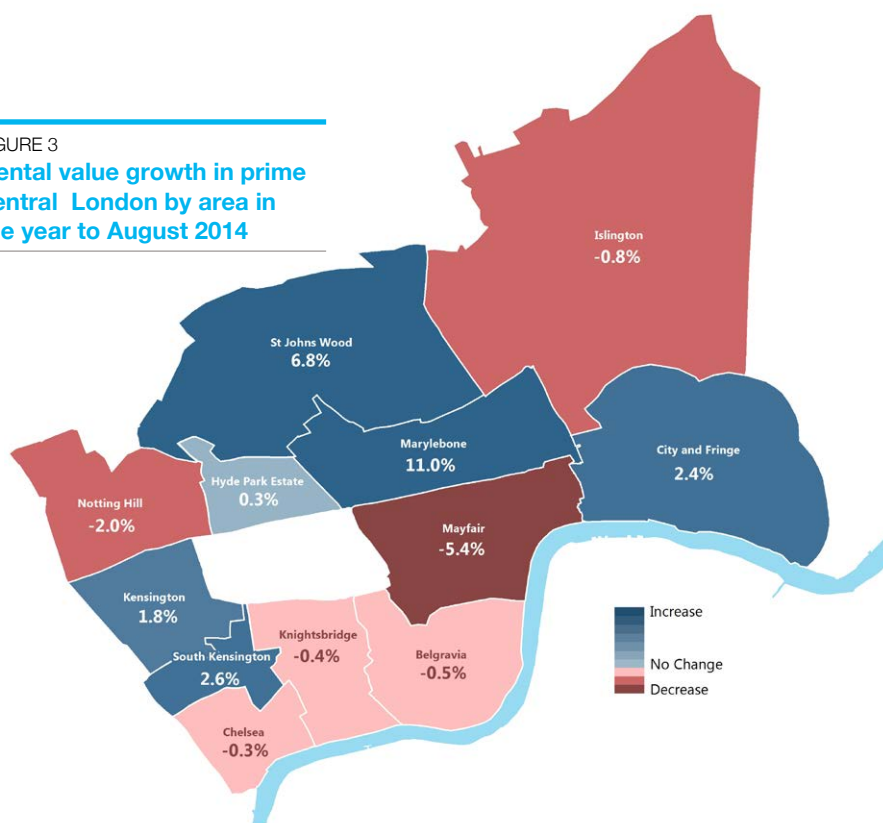 GURE 3
ental value growth in prime
entral London by area in
e year to August 2014
Islington
-0.8%
St Johns Wood
6.8%
Marylebone
11.0%
City and Fringe
2.4%
Hyde Park Estate
0.3%
Notting Hill
-2.0%
Mayfair
-5.4%
Kensington
1.8%
Knightsbridge
-0.4%
Belgravia
-0.5%
South Kensington
2.6%
Chelsea
-0.3%
Increase
No Change
Decrease